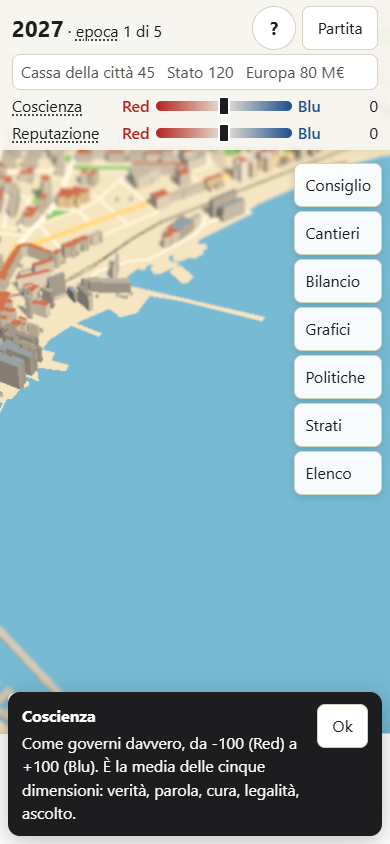 2027 · epoca 1 di 5
?
Partita
Cassa della città 45 Stato 120 Europa 80 M€
Coscienza Red Blu 0
Reputazione Red Blu 0
Consiglio
Cantieri
Bilancio
Grafici
Politiche
Strati
Elenco
Coscienza
Come governi davvero, da -100 (Red) a
+100 (Blu). È la media delle cinque
dimensioni: verità, parola, cura, legalità,
ascolto.
Ok